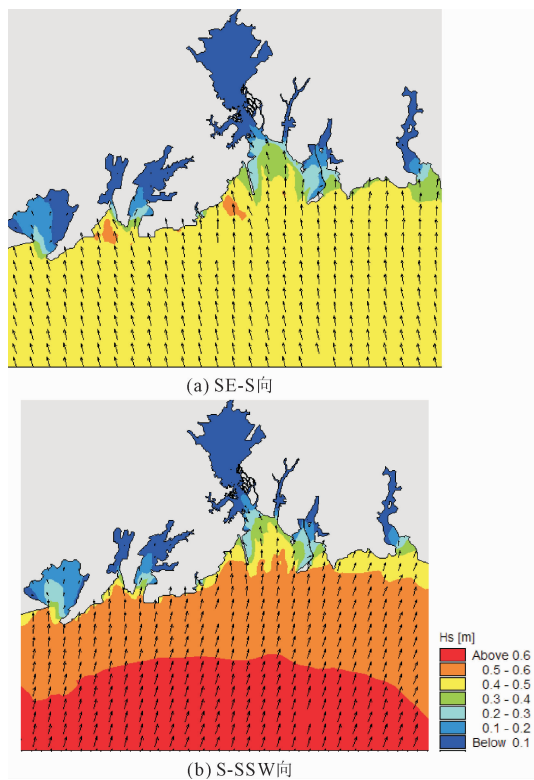 (a) SE-S向
Hs [m]
Above 0.6
0.5 - 0.6
0.4 - 0.5
0.3 - 0.4
0.2 - 0.3
0.1 - 0.2
Below 0.1
(b) S-SSW向